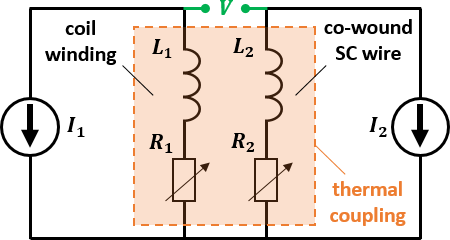 V
coil
winding
L1
L2
co-wound
SC wire
I1
R1
R2
I2
thermal
coupling